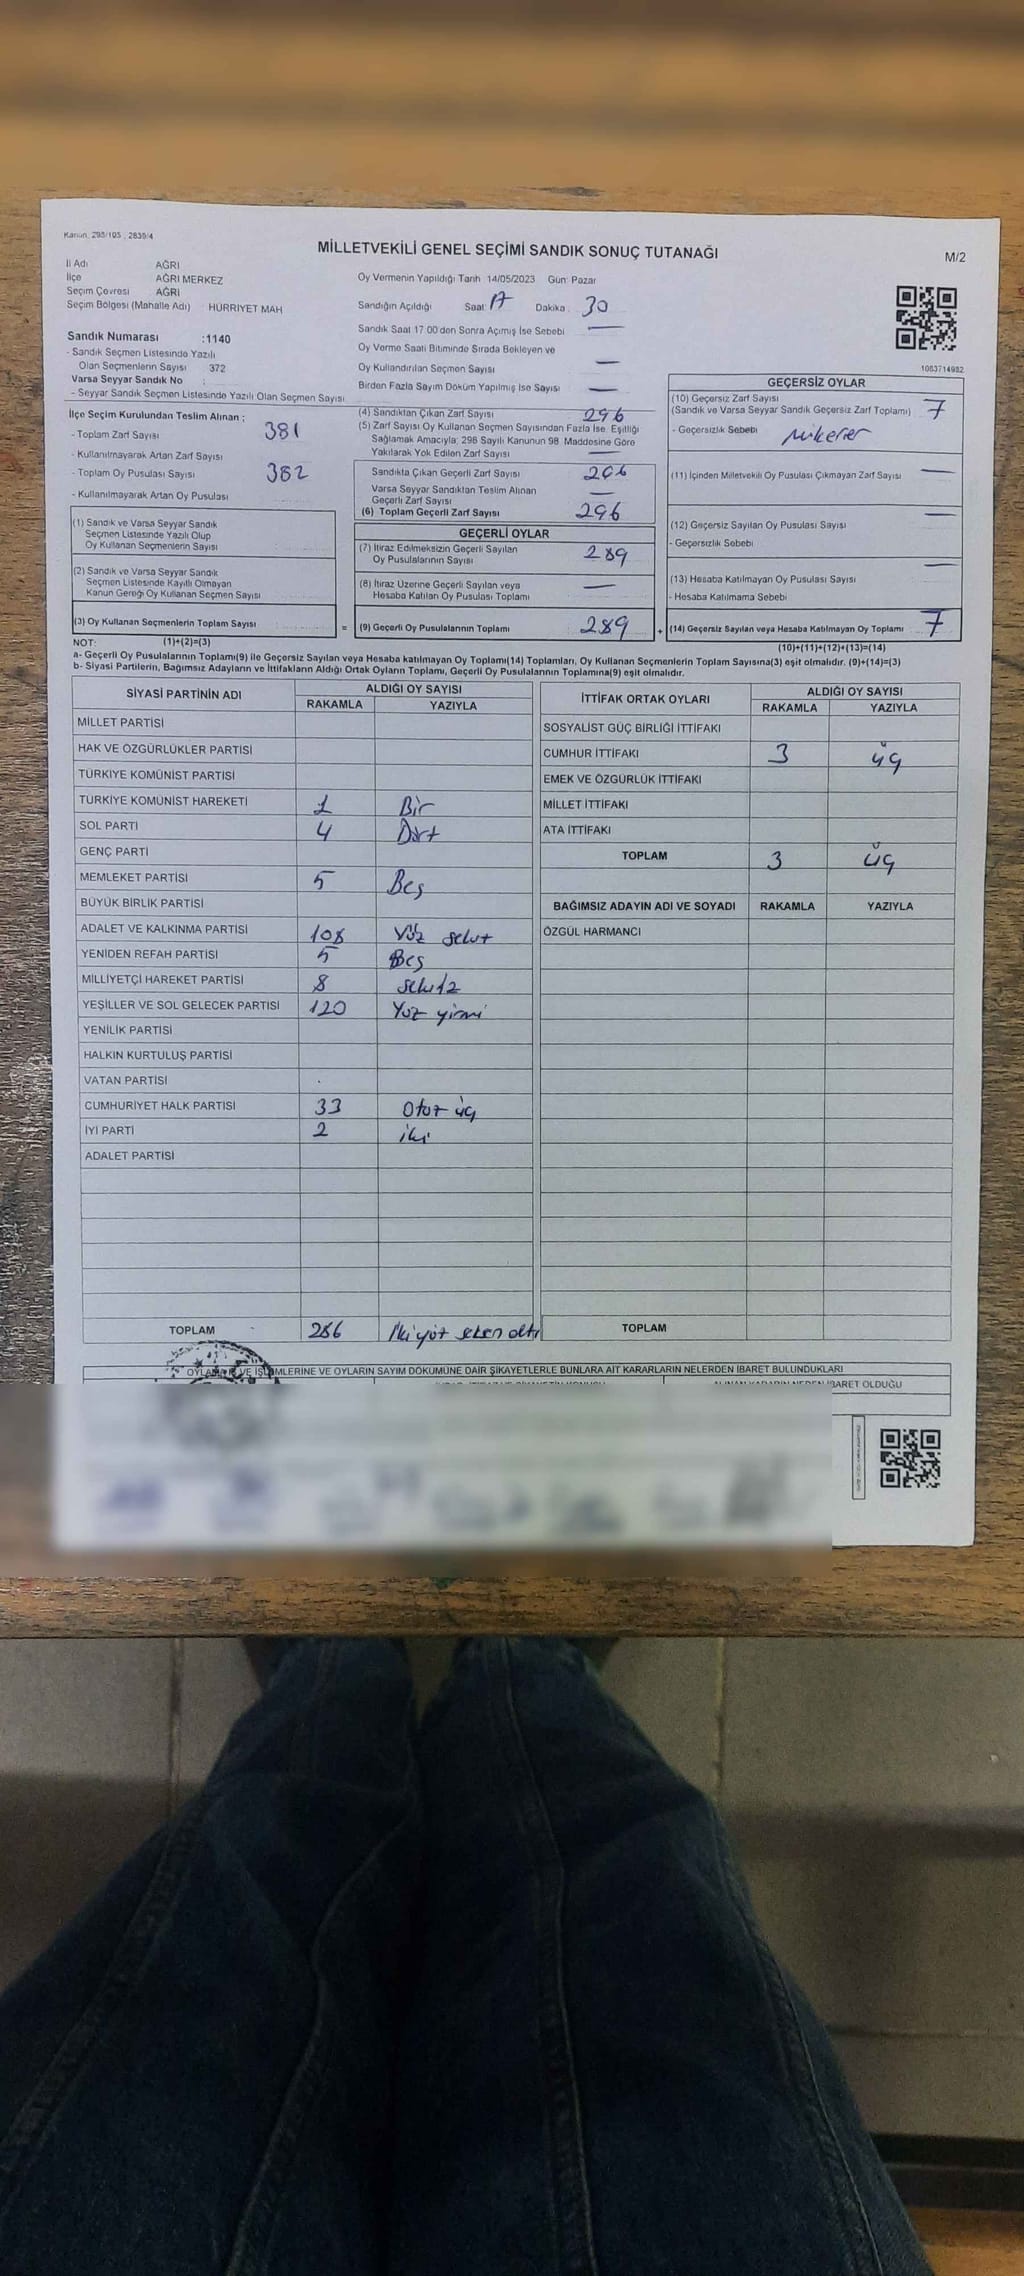 Kanun, 298/105 , 2839/4
MİLLETVEKİLİ GENEL SEÇİMİ SANDIK SONUÇ TUTANAĞI
M/2
İl Adı AĞRI
İlçe AĞRI MERKEZ
Seçim Çevresi AĞRI
Seçim Bölgesi (Mahalle Adı) HÜRRİYET MAH
Sandık Numarası :1140
- Sandık Seçmen Listesinde Yazılı
Olan Seçmenlerin Sayısı 372
Varsa Seyyar Sandık No :
- Seyyar Sandık Seçmen Listesinde Yazılı Olan Seçmen Sayısı
Oy Vermenin Yapıldığı Tarih 14/05/2023 Gün: Pazar
Sandığın Açıldığı Saat: 17 Dakika : 30
Sandık Saat 17.00'den Sonra Açımış İse Sebebi —
Oy Verme Saati Bitiminde Sırada Bekleyen ve
Oy Kullandırılan Seçmen Sayısı —
Birden Fazla Sayım Döküm Yapılmış İse Sayısı —
1063714982
İlçe Seçim Kurulundan Teslim Alınan :
- Toplam Zarf Sayısı 381
- Kullanılmayarak Artan Zarf Sayısı
- Toplam Oy Pusulası Sayısı 382
- Kullanılmayarak Artan Oy Pusulası
(1) Sandık ve Varsa Seyyar Sandık
Seçmen Listesinde Yazılı Olup
Oy Kullanan Seçmenlerin Sayısı
(2) Sandık ve Varsa Seyyar Sandık
Seçmen Listesinde Kayıtlı Olmayan
Kanun Gereği Oy Kullanan Seçmen Sayısı
(3) Oy Kullanan Seçmenlerin Toplam Sayısı
(4) Sandıktan Çıkan Zarf Sayısı 296
(5) Zarf Sayısı Oy Kullanan Seçmen Sayısından Fazla İse, Eşitliği
Sağlamak Amacıyla; 298 Sayılı Kanunun 98. Maddesine Göre
Yakılarak Yok Edilen Zarf Sayısı —
Sandıkta Çıkan Geçerli Zarf Sayısı 296
Varsa Seyyar Sandıktan Teslim Alınan
Geçerli Zarf Sayısı —
(6) Toplam Geçerli Zarf Sayısı 296
GEÇERLİ OYLAR
(7) İtiraz Edilmeksizin Geçerli Sayılan
Oy Pusulalarının Sayısı 289
(8) İtiraz Üzerine Geçerli Sayılan veya
Hesaba Katılan Oy Pusulası Toplamı —
= (9) Geçerli Oy Pusulalarının Toplamı 289
GEÇERSİZ OYLAR
(10) Geçersiz Zarf Sayısı
(Sandık ve Varsa Seyyar Sandık Geçersiz Zarf Toplamı) 7
- Geçersizlik Sebebi Mükerer
(11) İçinden Milletvekili Oy Pusulası Çıkmayan Zarf Sayısı —
(12) Geçersiz Sayılan Oy Pusulası Sayısı —
- Geçersizlik Sebebi
(13) Hesaba Katılmayan Oy Pusulası Sayısı —
- Hesaba Katılmama Sebebi
+ (14) Geçersiz Sayılan veya Hesaba Katılmayan Oy Toplamı 7
NOT: (1)+(2)=(3)
(10)+(11)+(12)+(13)=(14)
a- Geçerli Oy Pusulalarının Toplamı(9) ile Geçersiz Sayılan veya Hesaba katılmayan Oy Toplamı(14) Toplamları, Oy Kullanan Seçmenlerin Toplam Sayısına(3) eşit olmalıdır. (9)+(14)=(3)
b- Siyasi Partilerin, Bağımsız Adayların ve İttifakların Aldığı Ortak Oyların Toplamı, Geçerli Oy Pusulalarının Toplamına(9) eşit olmalıdır.
SİYASİ PARTİNİN ADI ALDIĞI OY SAYISI
RAKAMLA YAZIYLA
MİLLET PARTİSİ
HAK VE ÖZGÜRLÜKLER PARTİSİ
TÜRKİYE KOMÜNİST PARTİSİ
TÜRKİYE KOMÜNİST HAREKETİ 1 Bir
SOL PARTİ 4 Dört
GENÇ PARTİ
MEMLEKET PARTİSİ 5 Beş
BÜYÜK BİRLİK PARTİSİ
ADALET VE KALKINMA PARTİSİ 108 Yüz
YENİDEN REFAH PARTİSİ 5 Beş
MİLLİYETÇİ HAREKET PARTİSİ 8 sekiz
YEŞİLLER VE SOL GELECEK PARTİSİ 120 Yüz yirmi
YENİLİK PARTİSİ
HALKIN KURTULUŞ PARTİSİ
VATAN PARTİSİ
CUMHURİYET HALK PARTİSİ 33 Otuz üç
İYİ PARTİ 2 iki
ADALET PARTİSİ
TOPLAM 286 İkiyüz seksen altı
İTTİFAK ORTAK OYLARI ALDIĞI OY SAYISI
RAKAMLA YAZIYLA
SOSYALİST GÜÇ BİRLİĞİ İTTİFAKI
CUMHUR İTTİFAKI 3 üç
EMEK VE ÖZGÜRLÜK İTTİFAKI
MİLLET İTTİFAKI
ATA İTTİFAKI
TOPLAM 3 üç
BAĞIMSIZ ADAYIN ADI VE SOYADI RAKAMLA YAZIYLA
ÖZGÜL HARMANCI
TOPLAM
VE İŞLEMLERİNE VE OYLARIN SAYIM DÖKÜMÜNE DAİR ŞİKAYETLERLE BUNLARA AİT KARARLARIN NELERDEN İBARET BULUNDUKLARI
ALINAN KARARIN NEDEN İBARET OLDUĞU